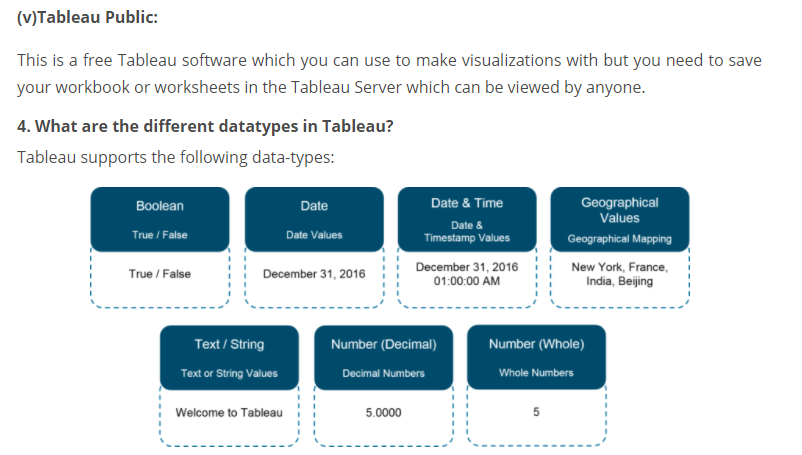 (v)Tableau Public:
This is a free Tableau software which you can use to make visualizations with but you need to save
your workbook or worksheets in the Tableau Server which can be viewed by anyone.
4. What are the different datatypes in Tableau?
Tableau supports the following data-types:
Boolean
True / False
True / False
Date
Date Values
December 31, 2016
Date & Time
Date &
Timestamp Values
December 31, 2016
01:00:00 AM
Geographical
Values
Geographical Mapping
New York, France,
India, Beijing
Text / String
Text or String Values
Welcome to Tableau
Number (Decimal)
Decimal Numbers
5.0000
Number (Whole)
Whole Numbers
5